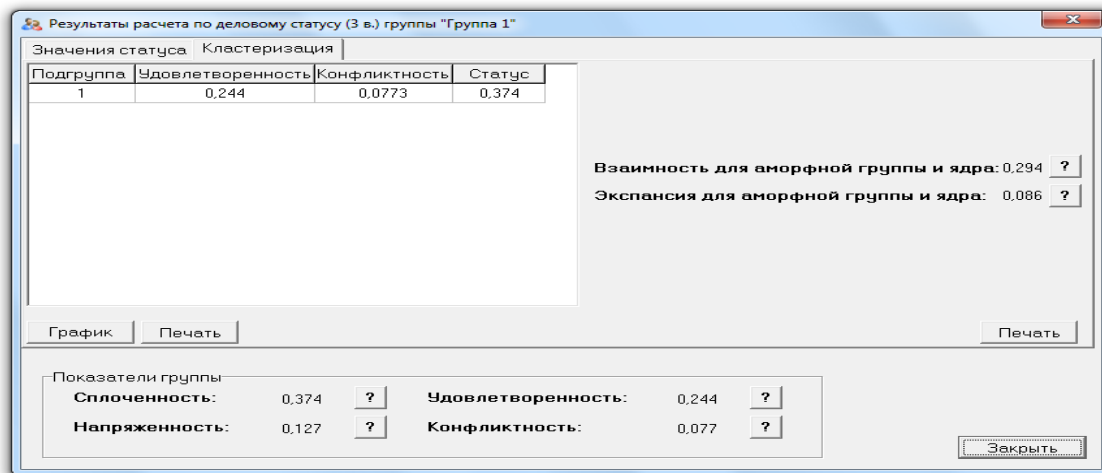 Результаты расчета по деловому статусу (3 в.) группы "Группа 1"
Значения статуса Кластеризация
Подгруппа Удовлетворенность Конфликтность Статус
1 0,244 0,0773 0,374
Взаимность для аморфной группы и ядра: 0,294 ?
Экспансия для аморфной группы и ядра: 0,086 ?
График Печать Печать
Показатели группы
Сплоченность: 0,374 ? Удовлетворенность: 0,244 ?
Напряженность: 0,127 ? Конфликтность: 0,077 ?
Закрыть